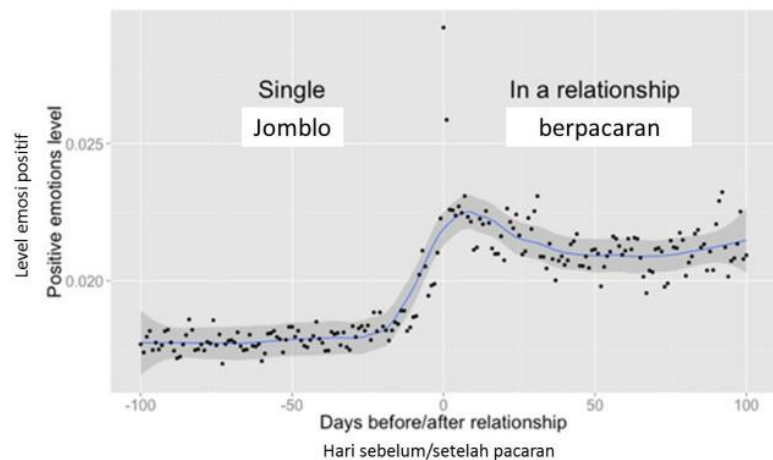 Single
In a relationship
Jomblo
berpacaran
Level emosi positif
Positive emotions level
0.025
0.020
-100
-50
0
50
100
Days before/after relationship
Hari sebelum/setelah pacaran